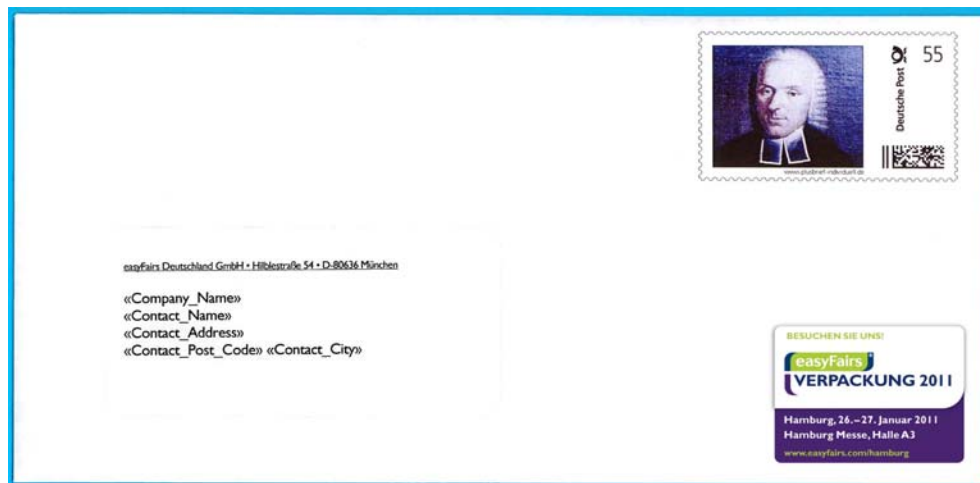 Deutsche Post
55
www.plusbrief-individuell.de
easyFairs Deutschland GmbH • Hilblestraße 54 • D-80636 München
«Company_Name»
«Contact_Name»
«Contact_Address»
«Contact_Post_Code» «Contact_City»
BESUCHEN SIE UNS!
easyFairs
VERPACKUNG 2011
Hamburg, 26. – 27. Januar 2011
Hamburg Messe, Halle A3
www.easyfairs.com/hamburg